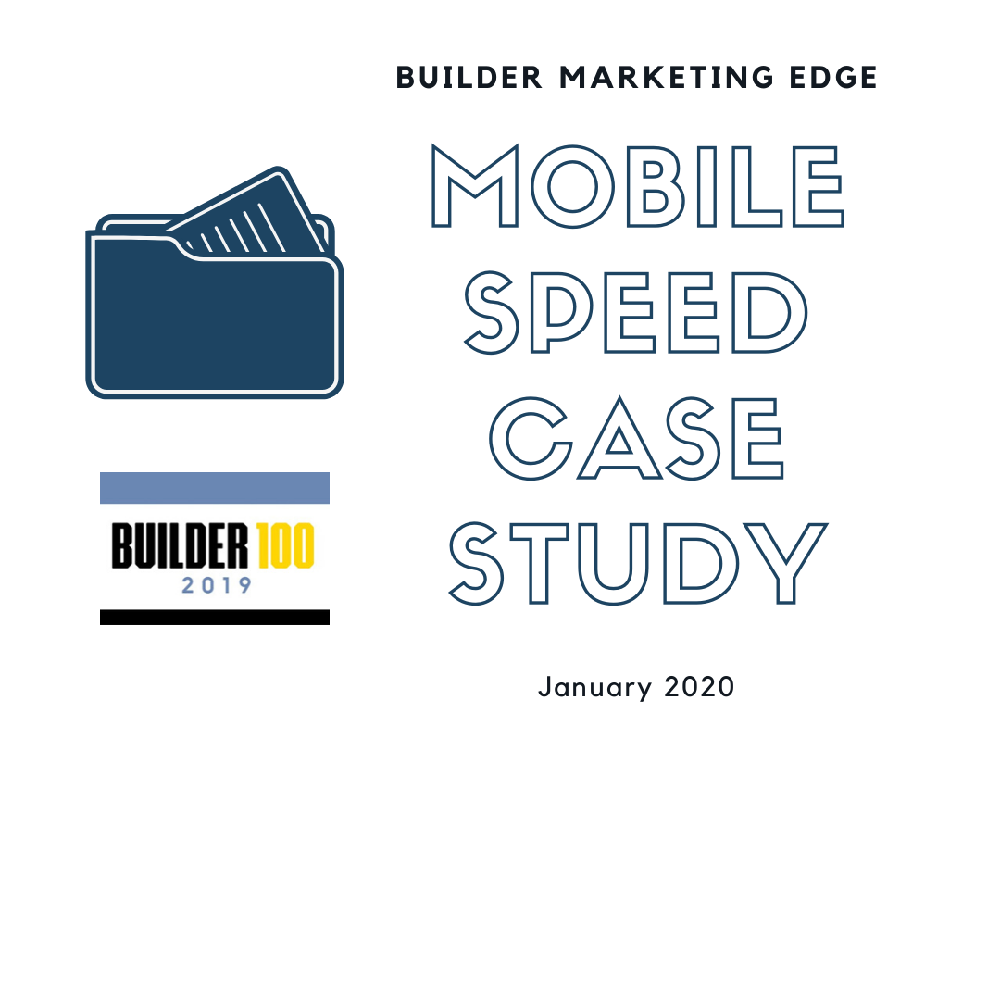 BUILDER MARKETING EDGE
MOBILE
SPEED
CASE
STUDY
January 2020
BUILDER 100
2019